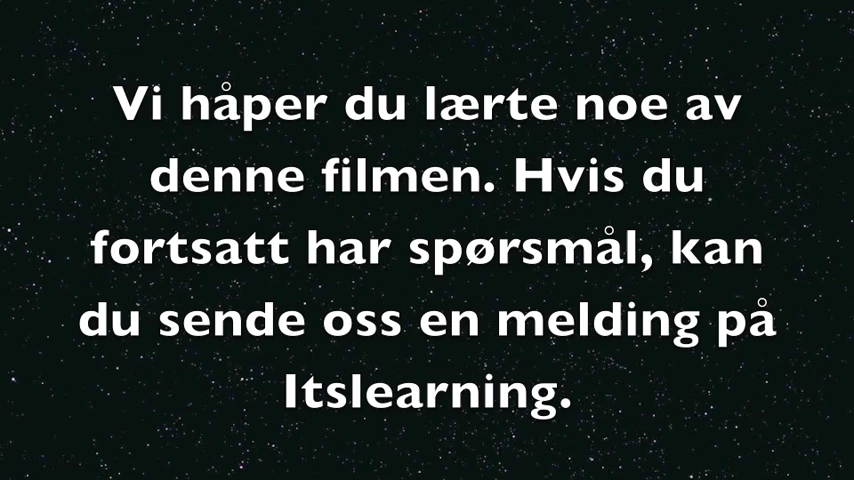 Vi håper du lærte noe av
denne filmen. Hvis du
fortsatt har spørsmål, kan
du sende oss en melding på
Itslearning.